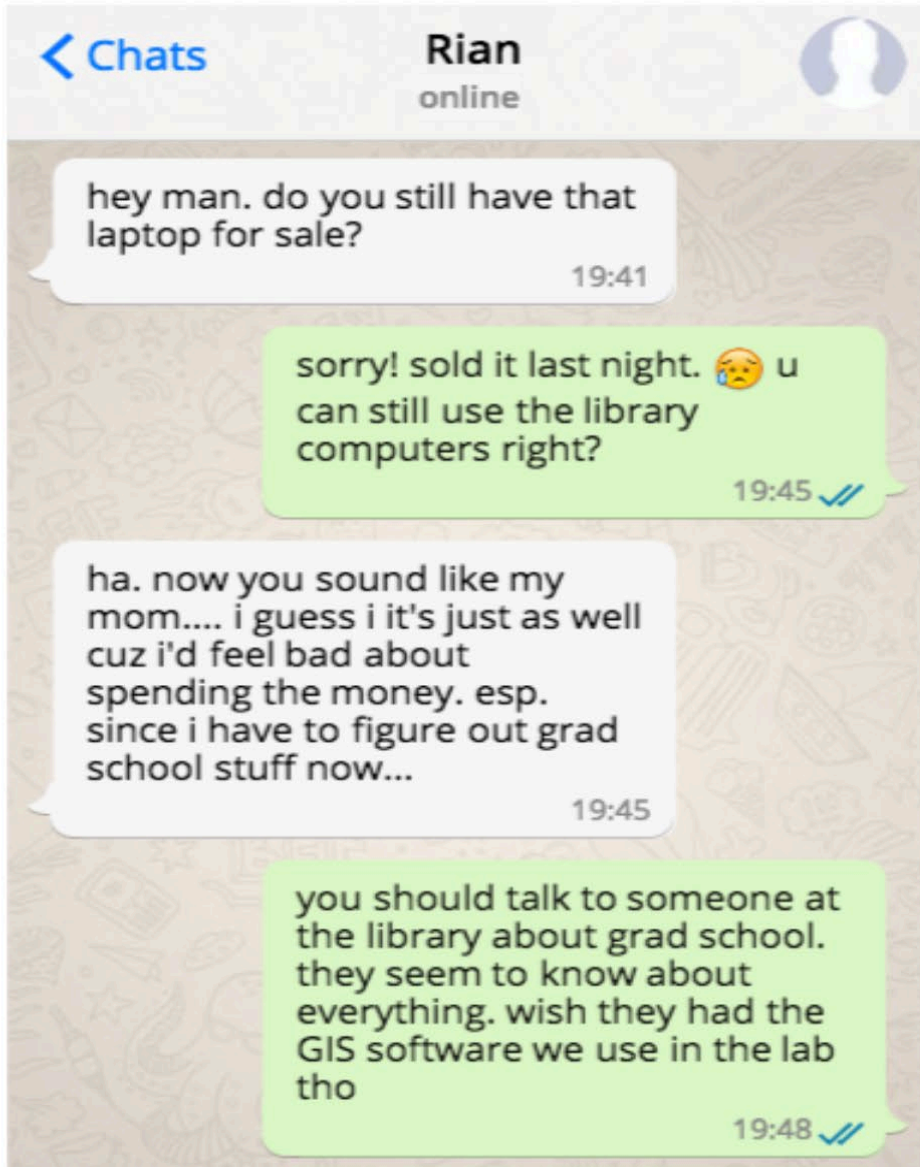 Chats
Rian
online
hey man. do you still have that
laptop for sale?
19:41
sorry! sold it last night. 😥 u
can still use the library
computers right?
19:45
ha. now you sound like my
mom.... i guess i it's just as well
cuz i'd feel bad about
spending the money. esp.
since i have to figure out grad
school stuff now...
19:45
you should talk to someone at
the library about grad school.
they seem to know about
everything. wish they had the
GIS software we use in the lab
tho
19:48